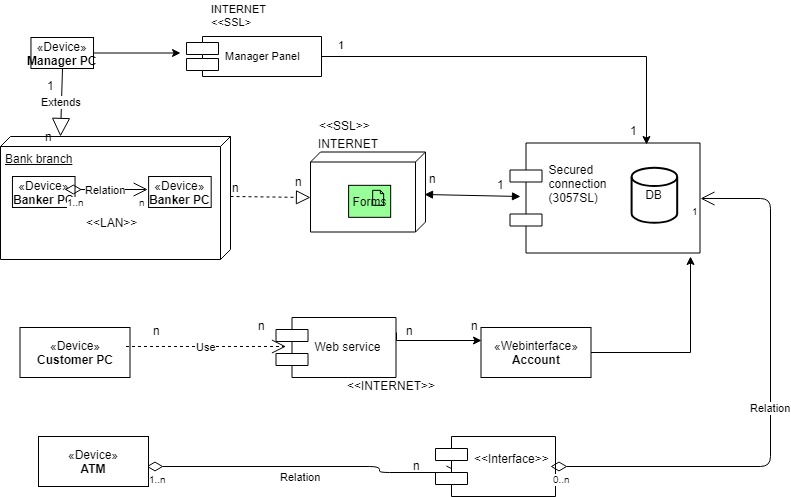 INTERNET
<<SSL>
«Device»
Manager PC
Manager Panel
1
1
Extends
n
Bank branch
«Device»
Banker PC
1..n
Relation
n
«Device»
Banker PC
<<LAN>>
n
n
<<SSL>>
INTERNET
Forms
n
1
1
Secured
connection
(3057SL)
DB
1
«Device»
Customer PC
n
Use
n
Web service
<<INTERNET>>
n
n
«Webinterface»
Account
Relation
«Device»
ATM
1..n
Relation
n
<<Interface>>
0..n